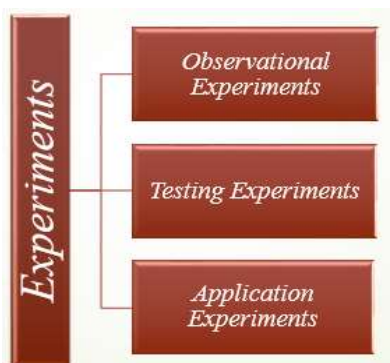 Experiments
Observational
Experiments
Testing Experiments
Application
Experiments